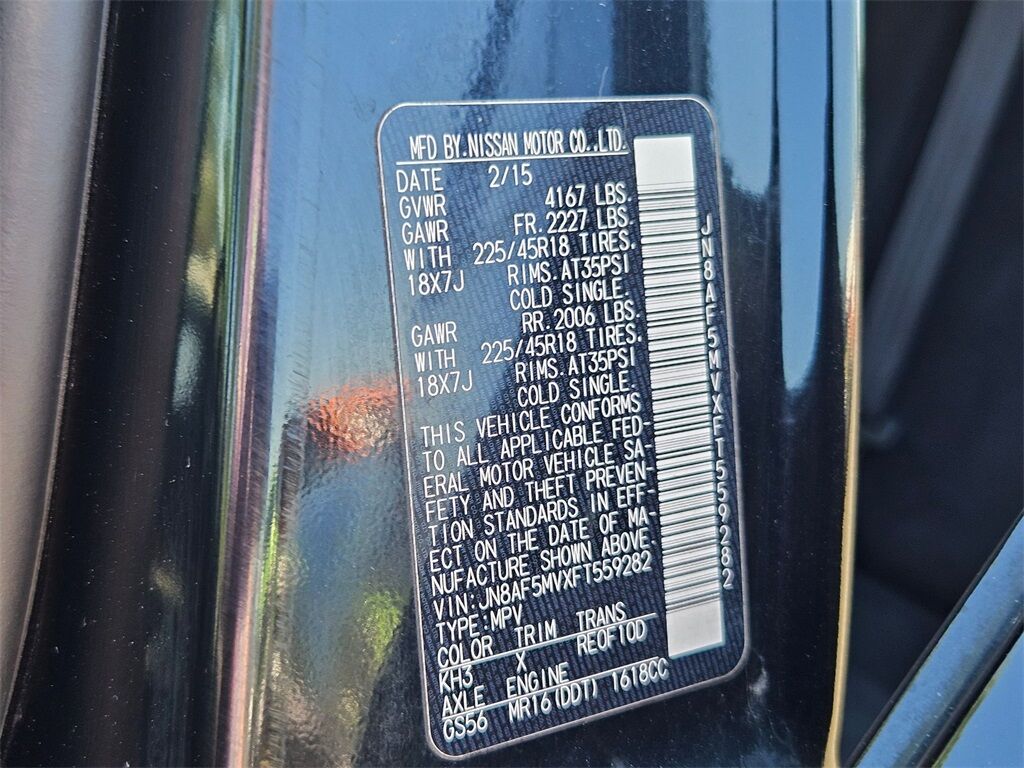 MFD BY.NISSAN MOTOR CO.,LTD.
DATE 2/15
GVWR 4167 LBS.
GAWR FR.2227 LBS.
WITH 225/45R18 TIRES.
18X7J RIMS.AT35PSI
COLD SINGLE.
GAWR RR.2006 LBS.
WITH 225/45R18 TIRES.
18X7J RIMS.AT35PSI
COLD SINGLE.
THIS VEHICLE CONFORMS
TO ALL APPLICABLE FED-
ERAL MOTOR VEHICLE SA-
FETY AND THEFT PREVEN-
TION STANDARDS IN EFF-
ECT ON THE DATE OF MA-
NUFACTURE SHOWN ABOVE.
VIN:JN8AF5MVXFT559282
TYPE:MPV
COLOR TRIM TRANS
KH3 X RE0F10D
AXLE ENGINE
GS56 MR16(DDT) 1618CC
JN8AF5MVXFT559282